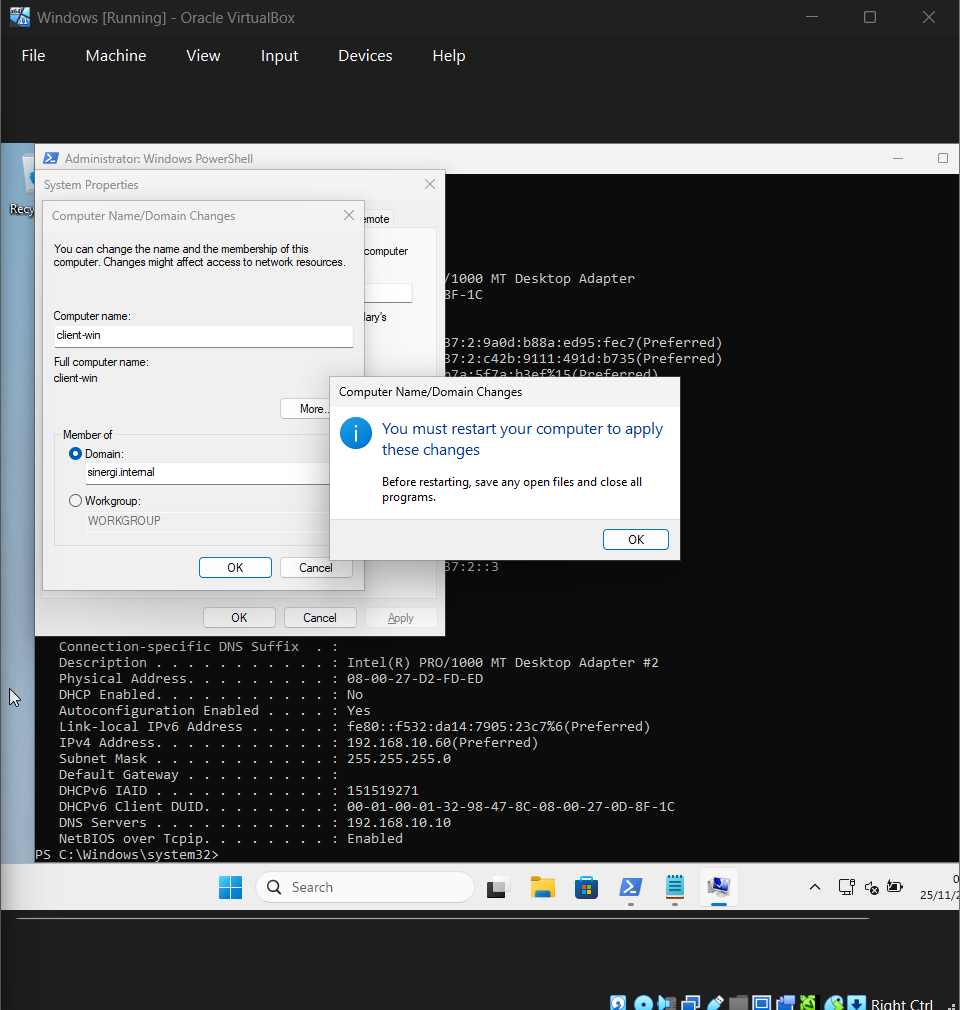 Windows [Running] - Oracle VirtualBox
File Machine View Input Devices Help
Administrator: Windows PowerShell
System Properties
Computer Name/Domain Changes
You can change the name and the membership of this
computer. Changes might affect access to network resources.
Computer name:
client-win
Full computer name:
client-win
More..
Member of
Domain:
sinergi.internal
Workgroup:
WORKGROUP
OK Cancel
OK Cancel Apply
emote
computer
ary's
/1000 MT Desktop Adapter
8F-1C
37:2:9a0d:b88a:ed95:fec7(Preferred)
37:2:c42b:9111:491d:b735(Preferred)
b7a:5f7a:b3ef%15(Preferred)
Computer Name/Domain Changes
You must restart your computer to apply
these changes
Before restarting, save any open files and close all
programs.
OK
37:2::3
Connection-specific DNS Suffix . :
Description . . . . . . . . . . . : Intel(R) PRO/1000 MT Desktop Adapter #2
Physical Address. . . . . . . . . : 08-00-27-D2-FD-ED
DHCP Enabled. . . . . . . . . . . : No
Autoconfiguration Enabled . . . . : Yes
Link-local IPv6 Address . . . . . : fe80::f532:da14:7905:23c7%6(Preferred)
IPv4 Address. . . . . . . . . . . : 192.168.10.60(Preferred)
Subnet Mask . . . . . . . . . . . : 255.255.255.0
Default Gateway . . . . . . . . . :
DHCPv6 IAID . . . . . . . . . . . : 151519271
DHCPv6 Client DUID. . . . . . . . : 00-01-00-01-32-98-47-8C-08-00-27-0D-8F-1C
DNS Servers . . . . . . . . . . . : 192.168.10.10
NetBIOS over Tcpip. . . . . . . . : Enabled
PS C:\Windows\system32>
Recy
Search
25/11/2
Right Ctrl